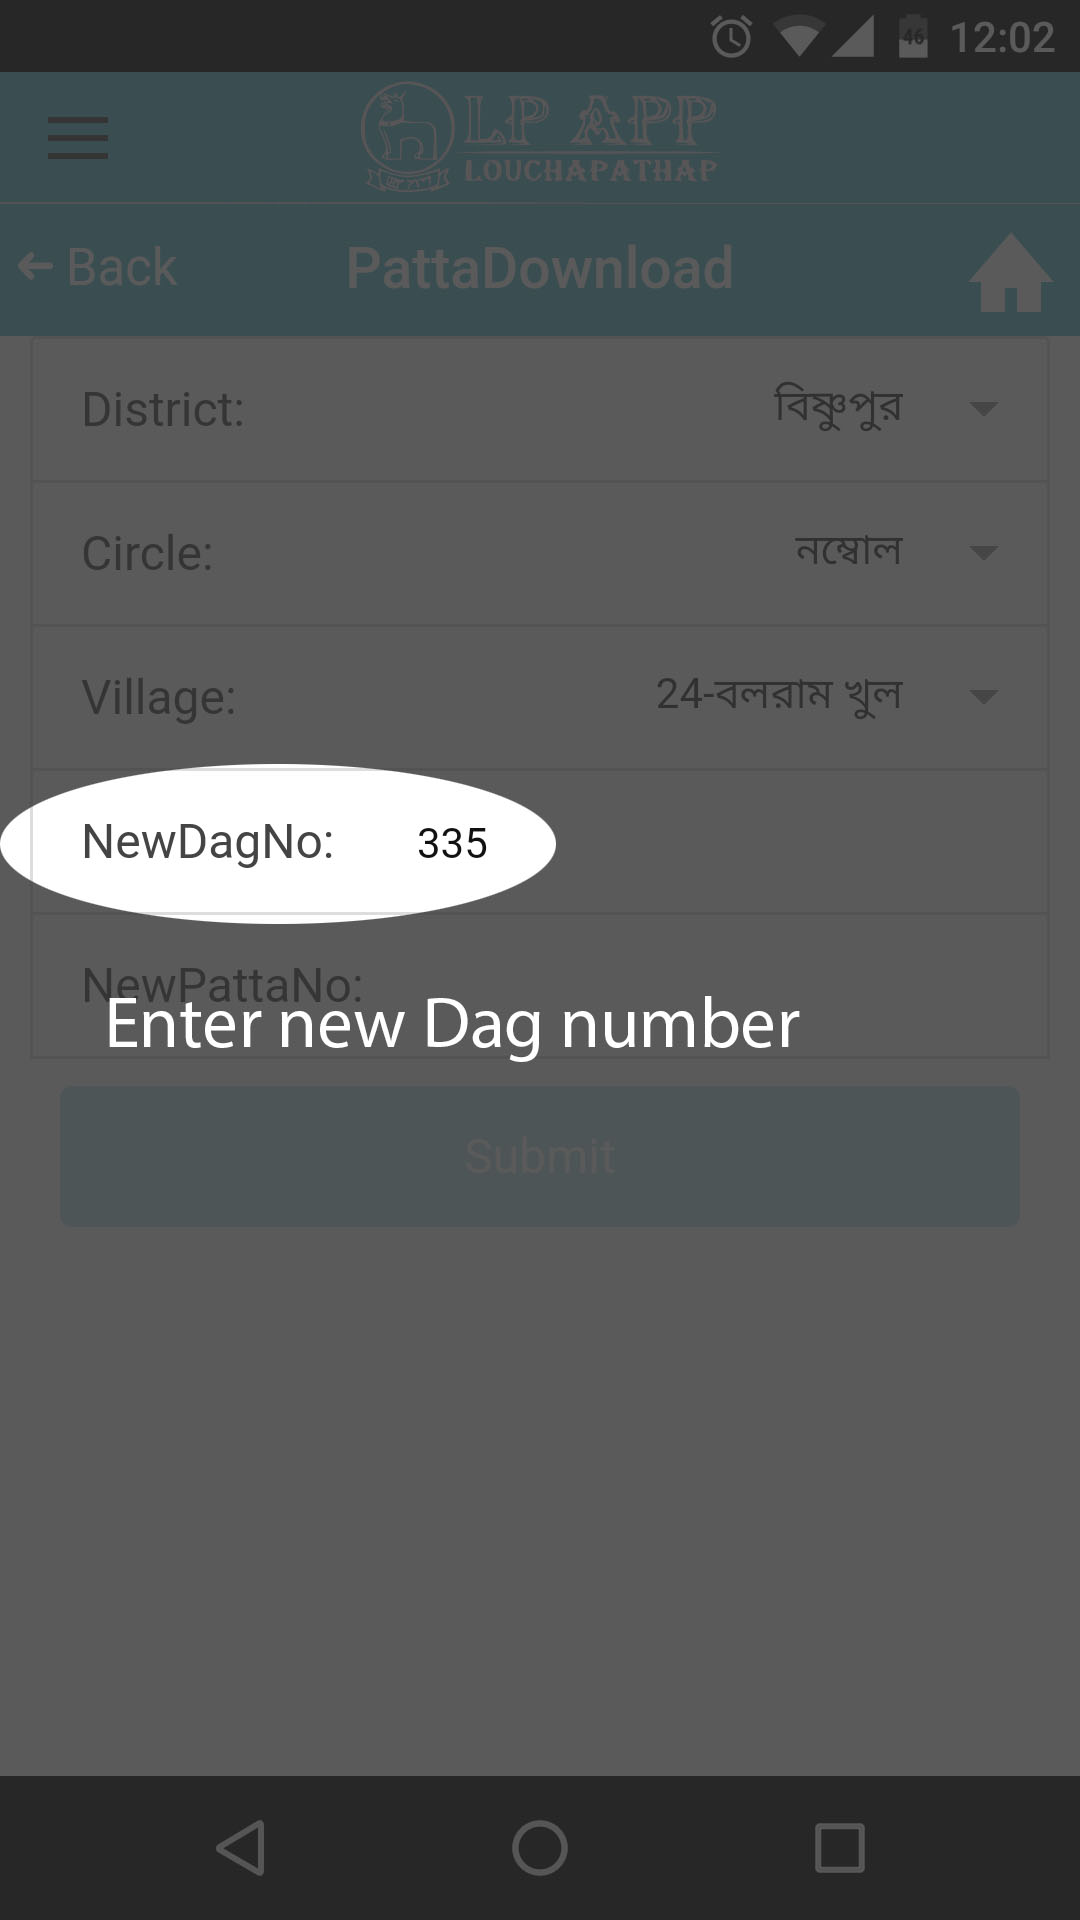 46 12:02
LP APP
LOUCHAPATHAP
Back PattaDownload
District: বিষ্ণুপুর
Circle: নম্বোল
Village: 24-বলরাম খুল
NewDagNo: 335
NewPattaNo:
Enter new Dag number
Submit